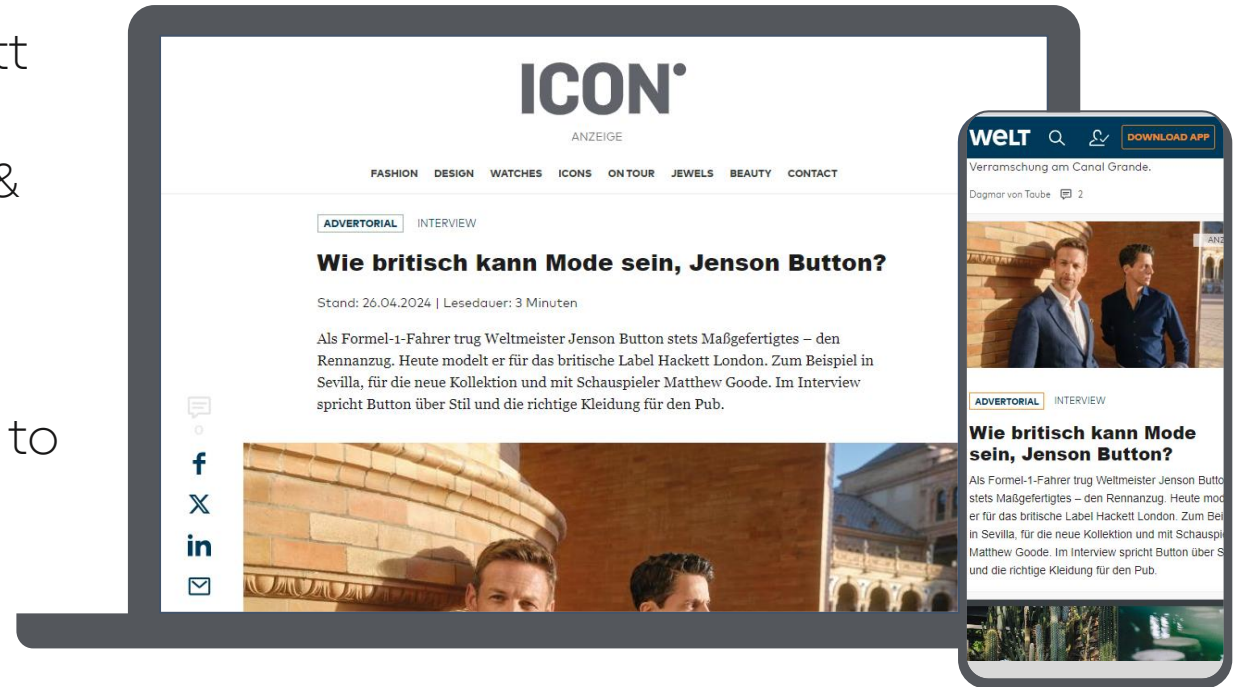 tt
&
to
ICON
ANZEIGE
FASHION DESIGN WATCHES ICONS ON TOUR JEWELS BEAUTY CONTACT
ADVERTORIAL INTERVIEW
Wie britisch kann Mode sein, Jenson Button?
Stand: 26.04.2024 | Lesedauer: 3 Minuten
Als Formel-1-Fahrer trug Weltmeister Jenson Button stets Maßgefertigtes – den
Rennanzug. Heute modelt er für das britische Label Hackett London. Zum Beispiel in
Sevilla, für die neue Kollektion und mit Schauspieler Matthew Goode. Im Interview
spricht Button über Stil und die richtige Kleidung für den Pub.
0
f
X
in
WELT DOWNLOAD APP
Verramschung am Canal Grande.
Dagmar von Taube 2
ANZ
ADVERTORIAL INTERVIEW
Wie britisch kann Mode
sein, Jenson Button?
Als Formel-1-Fahrer trug Weltmeister Jenson Butto
stets Maßgefertigtes – den Rennanzug. Heute mod
er für das britische Label Hackett London. Zum Bei
in Sevilla, für die neue Kollektion und mit Schauspi
Matthew Goode. Im Interview spricht Button über S
und die richtige Kleidung für den Pub.